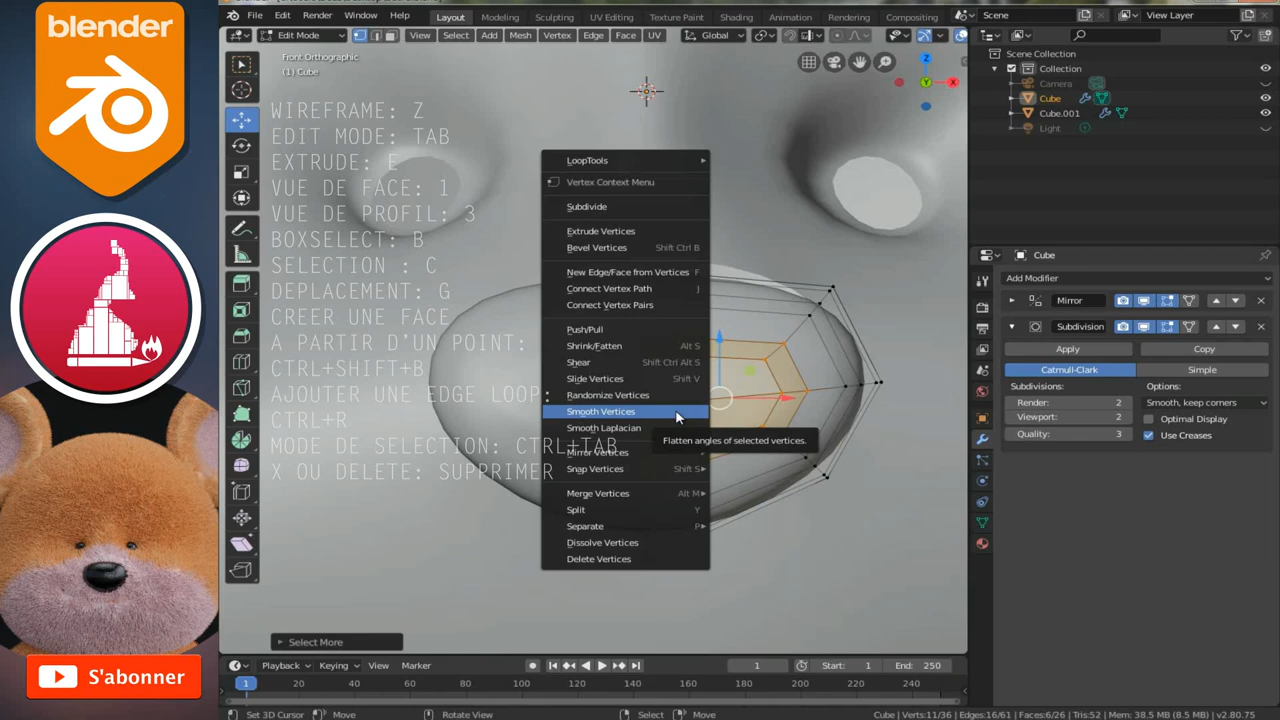 blender
S'abonner
File Edit Render Window Help
Layout Modeling Sculpting UV Editing Texture Paint Shading Animation Rendering Compositing
Scene
View Layer
Edit Mode
View Select Add Mesh Vertex Edge Face UV
Global
Front Orthographic
(1) Cube
WIREFRAME: Z
EDIT MODE: TAB
EXTRUDE: E
VUE DE FACE: 1
VUE DE PROFIL: 3
BOXSELECT: B
SELECTION : C
DEPLACEMENT: G
CREER UNE FACE
A PARTIR D'UN POINT:
CTRL+SHIFT+B
AJOUTER UNE EDGE LOOP:
CTRL+R
MODE DE SELECTION: CTRL+TAB
X OU DELETE: SUPPRIMER
LoopTools
Vertex Context Menu
Subdivide
Extrude Vertices
Bevel Vertices Shift Ctrl B
New Edge/Face from Vertices F
Connect Vertex Path J
Connect Vertex Pairs
Push/Pull
Shrink/Fatten Alt S
Shear Shift Ctrl Alt S
Slide Vertices Shift V
Randomize Vertices
Smooth Vertices
Smooth Laplacian
Flatten angles of selected vertices.
Mirror Vertices
Snap Vertices Shift S
Merge Vertices Alt M
Split Y
Separate P
Dissolve Vertices
Delete Vertices
Z
X
Y
Select More
Scene Collection
Collection
Camera
Cube
Cube.001
Light
Cube
Add Modifier
Mirror
Subdivision
Apply Copy
Catmull-Clark Simple
Subdivisions: Options:
Render: 2 Smooth, keep corners
Viewport: 2 Optimal Display
Quality: 3 Use Creases
Playback Keying View Marker
1 Start: 1 End: 250
1 20 40 60 80 100 120 140 160 180 200 220 240
Set 3D Cursor Move Rotate View Select Move
Cube | Verts:11/36 | Edges:16/61 | Faces:6/26 | Tris:52 | Mem: 38.5 MB (8.5 MB) | v2.80.75